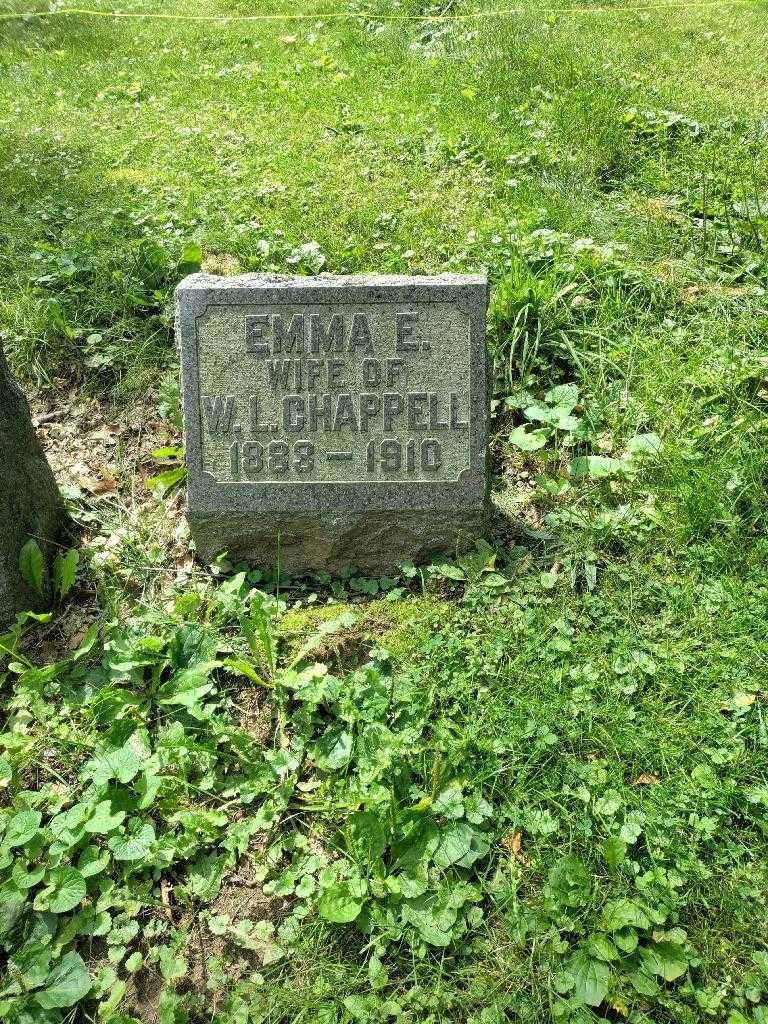 EMMA E.
WIFE OF
W. L. CHAPPELL
1883 – 1910